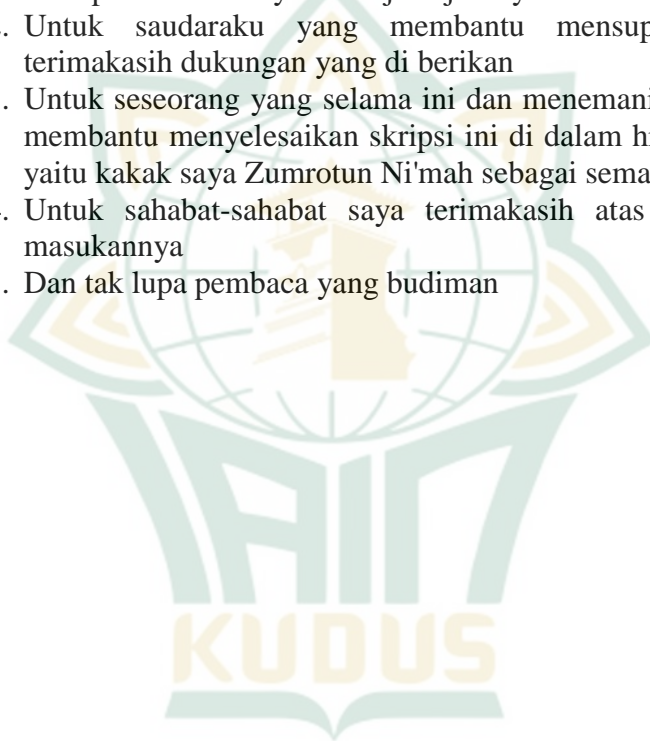 . Untuk saudaraku yang membantu
terimakasih dukungan yang di berikan
. Untuk seseorang yang selama ini dan menemani
membantu menyelesaikan skripsi ini di dalam
yaitu kakak saya Zumrotun Ni'mah sebagai
. Untuk sahabat-sahabat saya terimakasih atas
masukannya
. Dan tak lupa pembaca yang budiman
IAIN
KUDUS